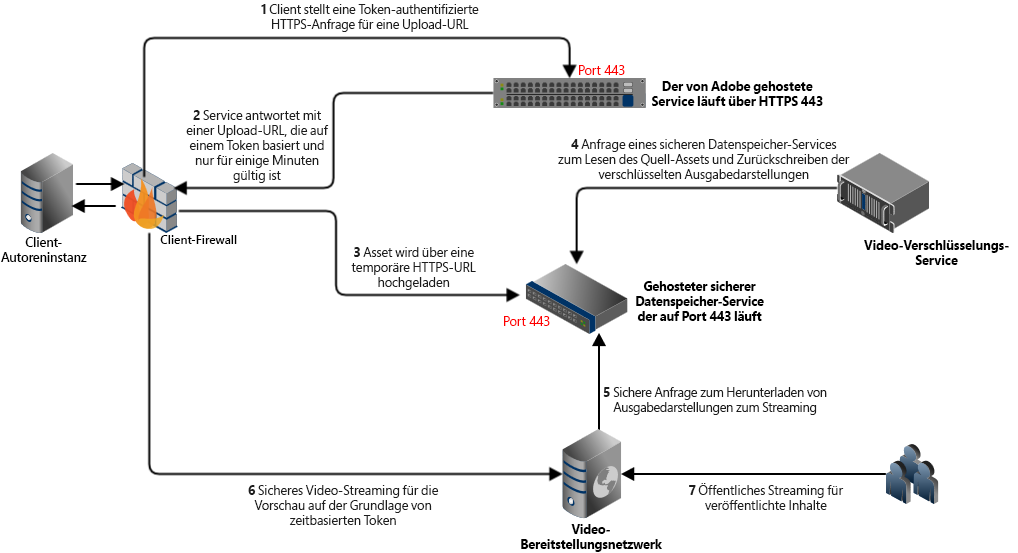 1 Client stellt eine Token-authentifizierte
HTTPS-Anfrage für eine Upload-URL
Port 443
Der von Adobe gehostete
Service läuft über HTTPS 443
2 Service antwortet mit
einer Upload-URL, die auf
einem Token basiert und
nur für einige Minuten
gültig ist
4 Anfrage eines sicheren Datenspeicher-Services
zum Lesen des Quell-Assets und Zurückschreiben der
verschlüsselten Ausgabedarstellungen
Client-
Autoreninstanz
Client-Firewall
Video-Verschlüsselungs-
Service
3 Asset wird über eine
temporäre HTTPS-URL
hochgeladen
Gehosteter sicherer
Datenspeicher-Service
der auf Port 443 läuft
Port 443
5 Sichere Anfrage zum Herunterladen von
Ausgabedarstellungen zum Streaming
6 Sicheres Video-Streaming für die
Vorschau auf der Grundlage von
zeitbasierten Token
7 Öffentliches Streaming für
veröffentlichte Inhalte
Video-
Bereitstellungsnetzwerk